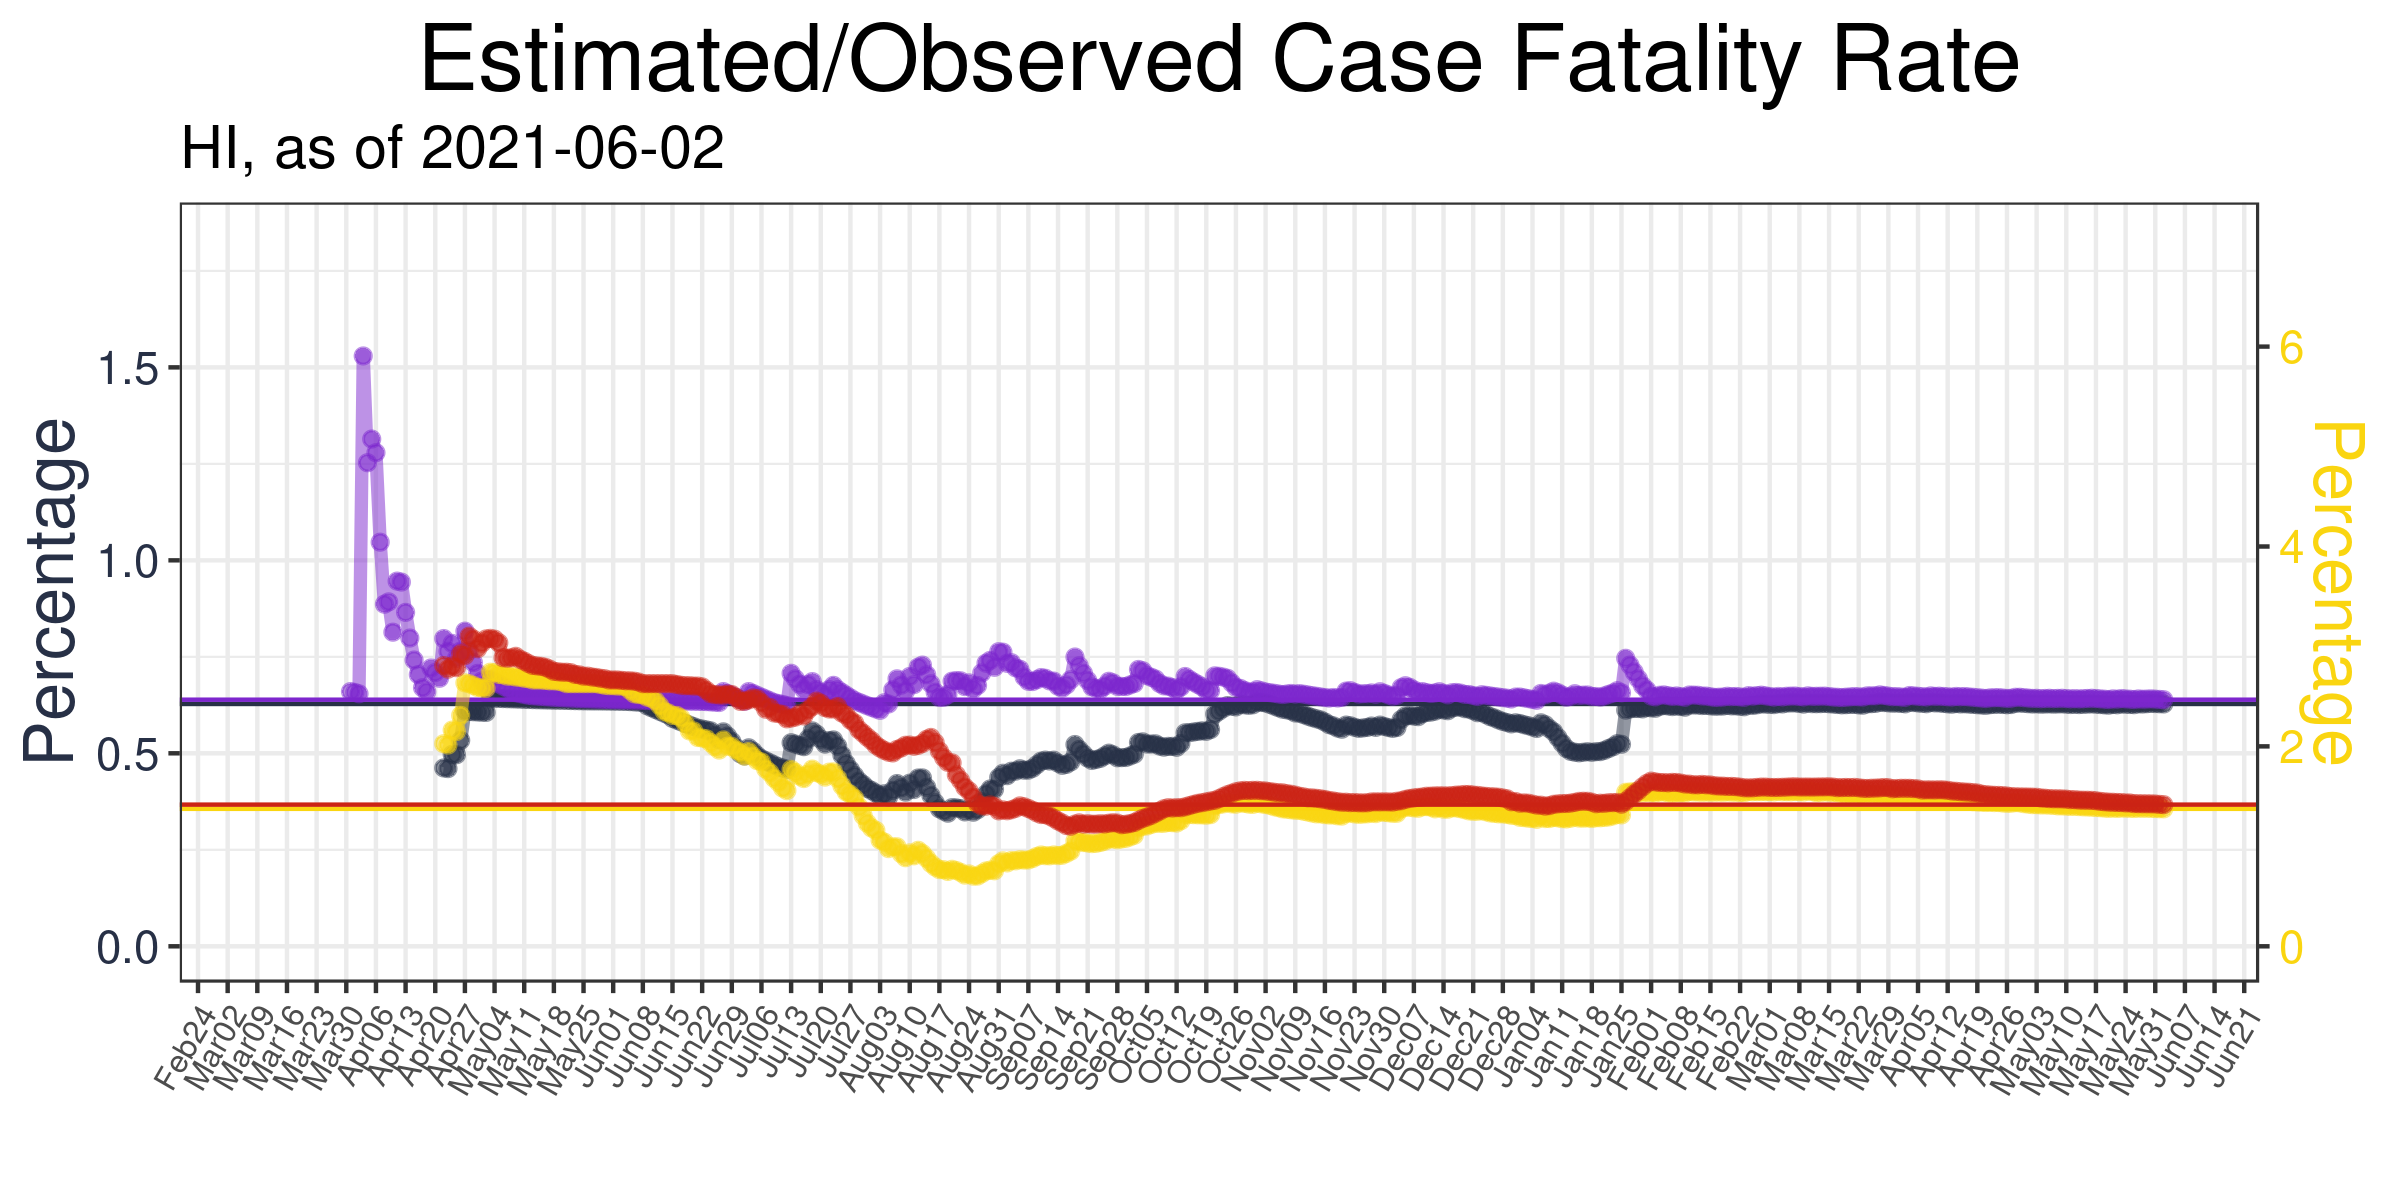 Estimated/Observed Case Fatality Rate
HI, as of 2021-06-02
Percentage
1.5
1.0
0.5
0.0
6
4
2
0
Percentage
Feb24
Mar02
Mar09
Mar16
Mar23
Mar30
Apr06
Apr13
Apr20
Apr27
May04
May11
May18
May25
Jun01
Jun08
Jun15
Jun22
Jun29
Jul06
Jul13
Jul20
Jul27
Aug03
Aug10
Aug17
Aug24
Aug31
Sep07
Sep14
Sep21
Sep28
Oct05
Oct12
Oct19
Oct26
Nov02
Nov09
Nov16
Nov23
Nov30
Dec07
Dec14
Dec21
Dec28
Jan04
Jan11
Jan18
Jan25
Feb01
Feb08
Feb15
Feb22
Mar01
Mar08
Mar15
Mar22
Mar29
Apr05
Apr12
Apr19
Apr26
May03
May10
May17
May24
May31
Jun07
Jun14
Jun21